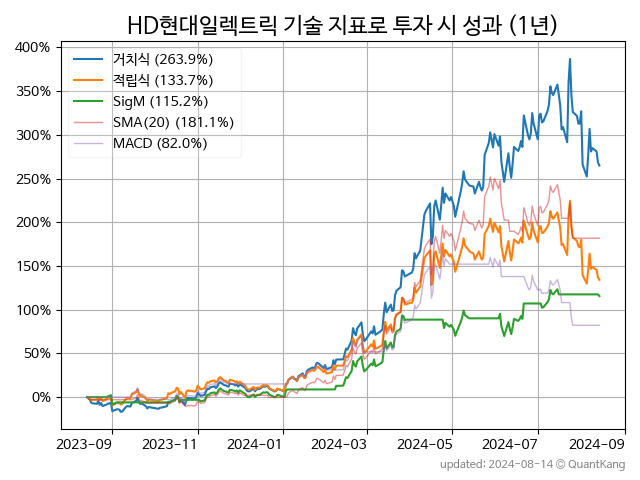 HD현대일렉트릭 기술 지표로 투자 시 성과 (1년)
400%
350%
300%
250%
200%
150%
100%
50%
0%
거치식 (263.9%)
적립식 (133.7%)
SigM (115.2%)
SMA(20) (181.1%)
MACD (82.0%)
2023-09 2023-11 2024-01 2024-03 2024-05 2024-07 2024-09
updated: 2024-08-14 © QuantKang